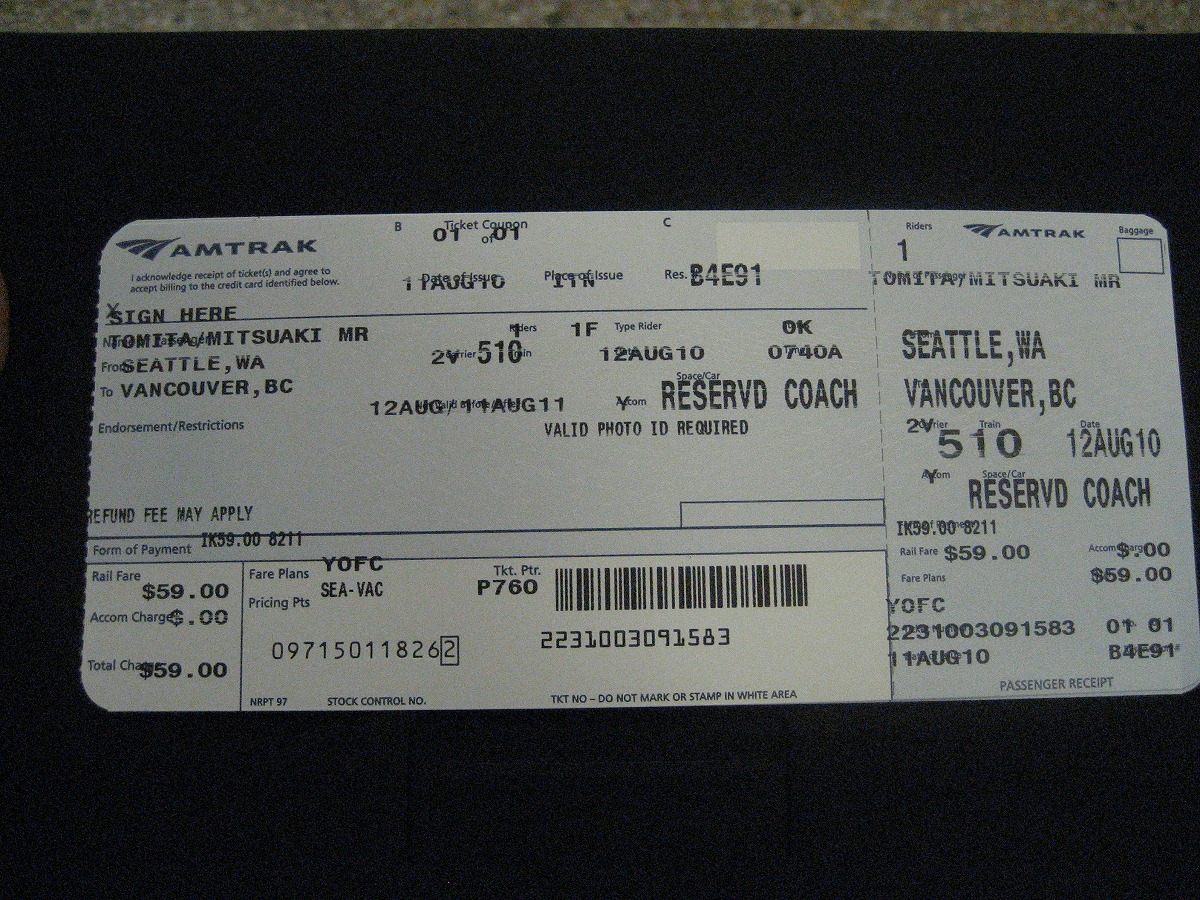 AMTRAK
B Ticket Coupon C
01 of 01
I acknowledge receipt of ticket(s) and agree to
accept billing to the credit card identified below.
Date of Issue Place of Issue Res.
11AUG10 B4E91
X SIGN HERE
TOMITA/MITSUAKI MR
1 1F Type Rider OK
From SEATTLE,WA
2V Carrier 510 Train 12AUG10 0740A
To VANCOUVER,BC
Space/Car
12AUG/11AUG11 Y Accom RESERVD COACH
Endorsement/Restrictions
VALID PHOTO ID REQUIRED
REFUND FEE MAY APPLY
Form of Payment IK59.00 8211
Rail Fare $59.00
Accom Charge $.00
Total Charge $59.00
Fare Plans YOFC
Pricing Pts SEA-VAC
Tkt. Ptr.
P760
097150118262
2231003091583
NRPT 97 STOCK CONTROL NO. TKT NO – DO NOT MARK OR STAMP IN WHITE AREA
Riders AMTRAK Baggage
1
TOMITA/MITSUAKI MR
SEATTLE,WA
VANCOUVER,BC
2V Carrier Train Date
510 12AUG10
Y Accom Space/Car
RESERVD COACH
IK59.00 8211
Rail Fare $59.00 Accom Charge $.00
Fare Plans $59.00
YOFC
2231003091583 01 01
11AUG10 B4E91
PASSENGER RECEIPT